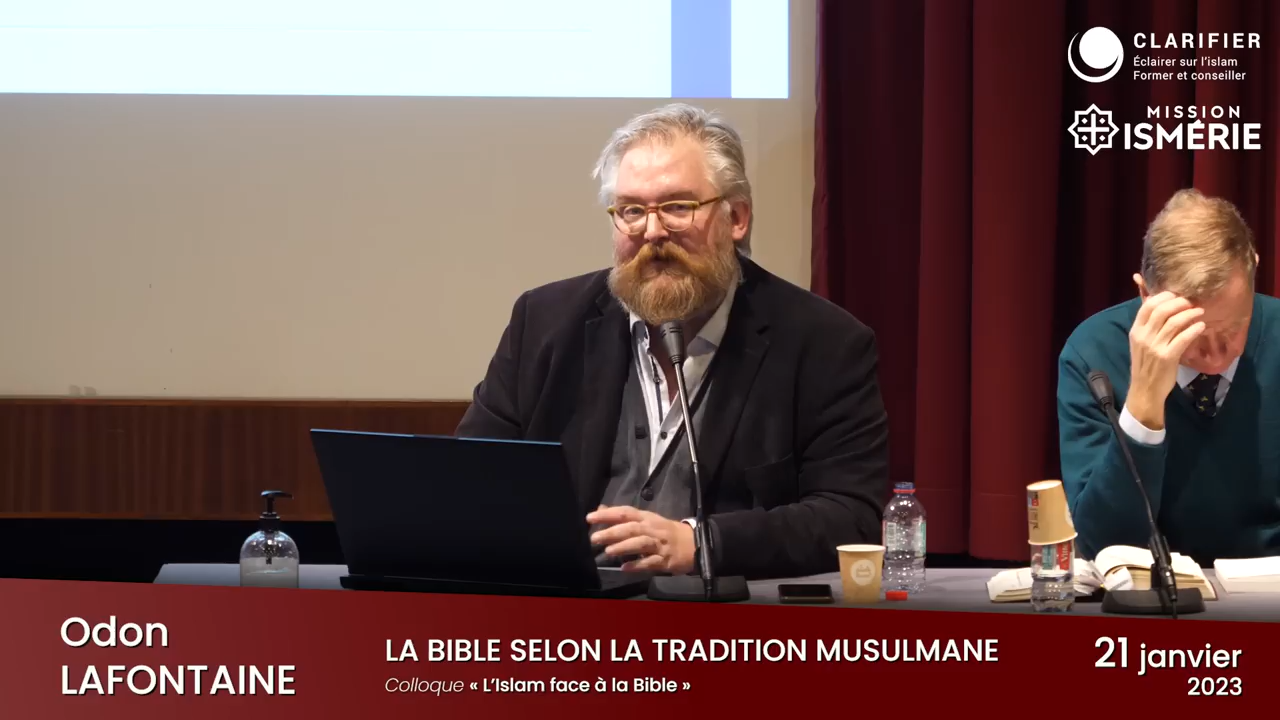 CLARIFIER
Éclairer sur l'islam
Former et conseiller
MISSION
ISMÉRIE
Odon
LAFONTAINE
LA BIBLE SELON LA TRADITION MUSULMANE
Colloque « L'Islam face à la Bible »
21 janvier
2023